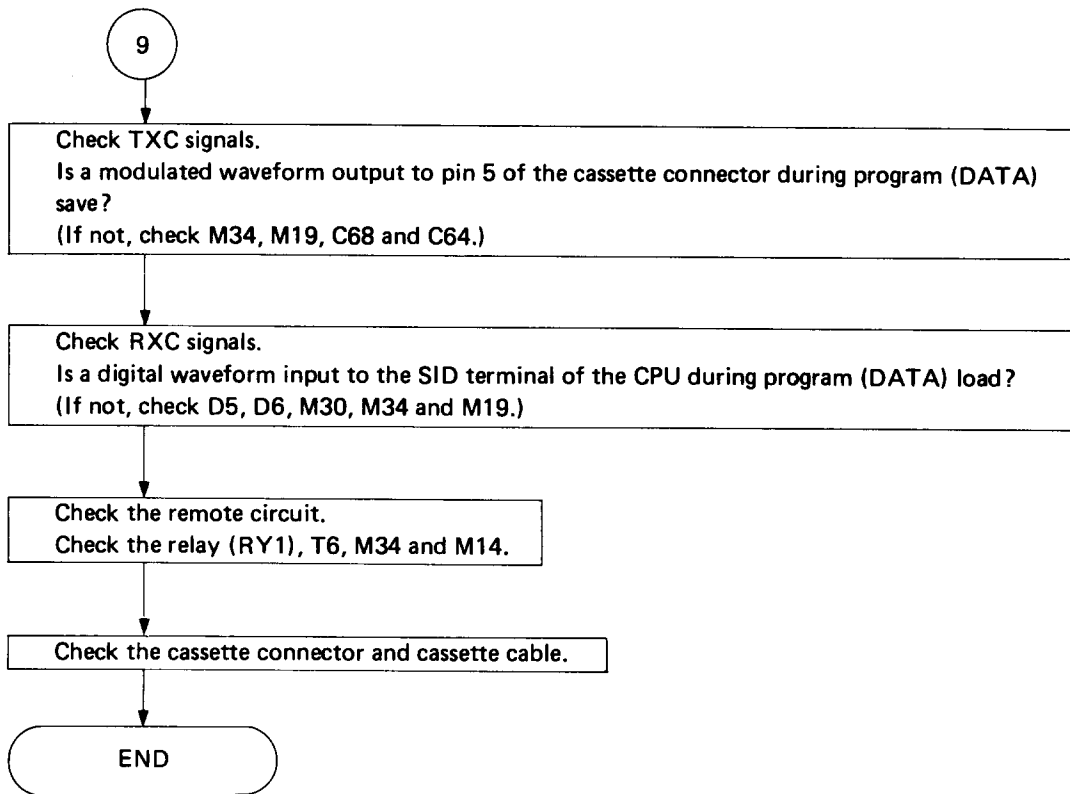 9
Check TXC signals.
Is a modulated waveform output to pin 5 of the cassette connector during program (DATA)
save?
(If not, check M34, M19, C68 and C64.)
Check RXC signals.
Is a digital waveform input to the SID terminal of the CPU during program (DATA) load?
(If not, check D5, D6, M30, M34 and M19.)
Check the remote circuit.
Check the relay (RY1), T6, M34 and M14.
Check the cassette connector and cassette cable.
END